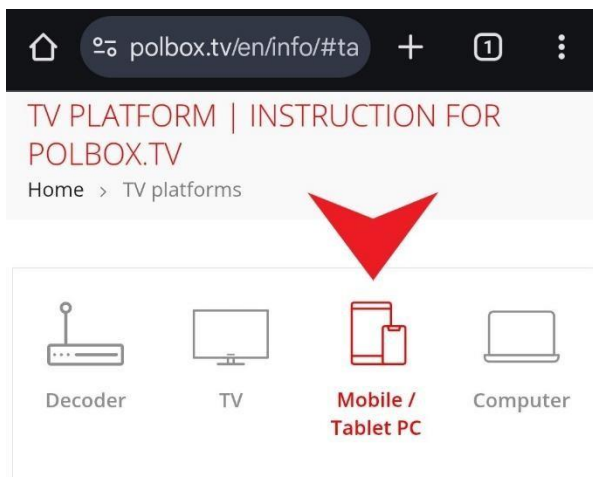 polbox.tv/en/info/#ta
1
TV PLATFORM | INSTRUCTION FOR
POLBOX.TV
Home > TV platforms
Decoder
TV
Mobile /
Tablet PC
Computer